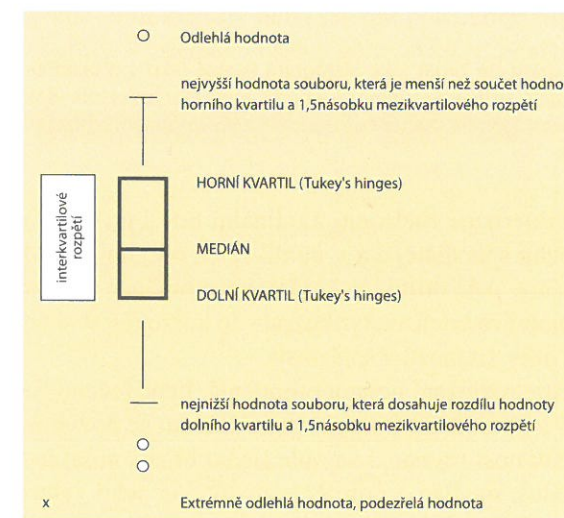 Odlehlá hodnota
nejvyšší hodnota souboru, která je menší než součet hodno
horního kvartilu a 1,5násobku mezikvartilového rozpětí
interkvartilové
rozpětí
HORNÍ KVARTIL (Tukey's hinges)
MEDIÁN
DOLNÍ KVARTIL (Tukey's hinges)
nejnižší hodnota souboru, která dosahuje rozdílu hodnoty
dolního kvartilu a 1,5násobku mezikvartilového rozpětí
x Extrémně odlehlá hodnota, podezřelá hodnota